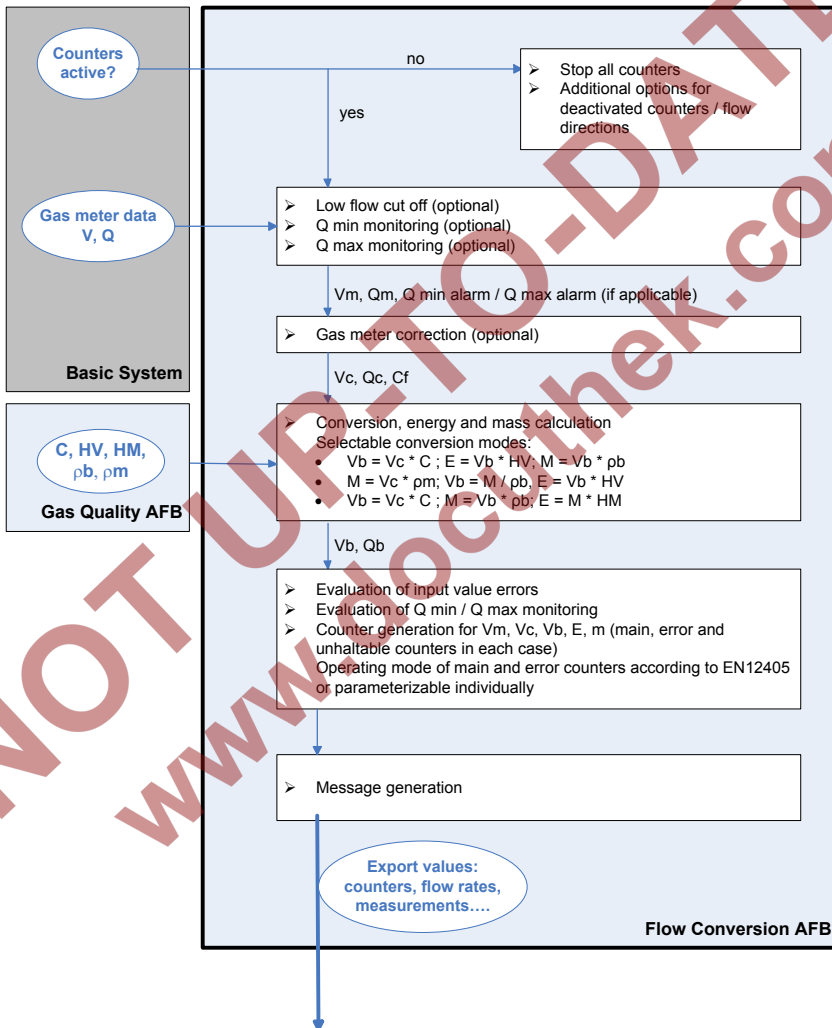 Counters
active?
no
➢ Stop all counters
➢ Additional options for
deactivated counters / flow
directions
yes
Gas meter data
V, Q
➢ Low flow cut off (optional)
➢ Q min monitoring (optional)
➢ Q max monitoring (optional)
Vm, Qm, Q min alarm / Q max alarm (if applicable)
➢ Gas meter correction (optional)
Basic System
Vc, Qc, Cf
C, HV, HM,
ρb, ρm
Gas Quality AFB
➢ Conversion, energy and mass calculation
Selectable conversion modes:
• Vb = Vc * C ; E = Vb * HV; M = Vb * ρb
• M = Vc * ρm; Vb = M / ρb, E = Vb * HV
• Vb = Vc * C ; M = Vb * ρb; E = M * HM
Vb, Qb
➢ Evaluation of input value errors
➢ Evaluation of Q min / Q max monitoring
➢ Counter generation for Vm, Vc, Vb, E, m (main, error and
unhaltable counters in each case)
Operating mode of main and error counters according to EN12405
or parameterizable individually
➢ Message generation
Export values:
counters, flow rates,
measurements....
Flow Conversion AFB
NOT UP-TO-DATE
www.docuthek.com